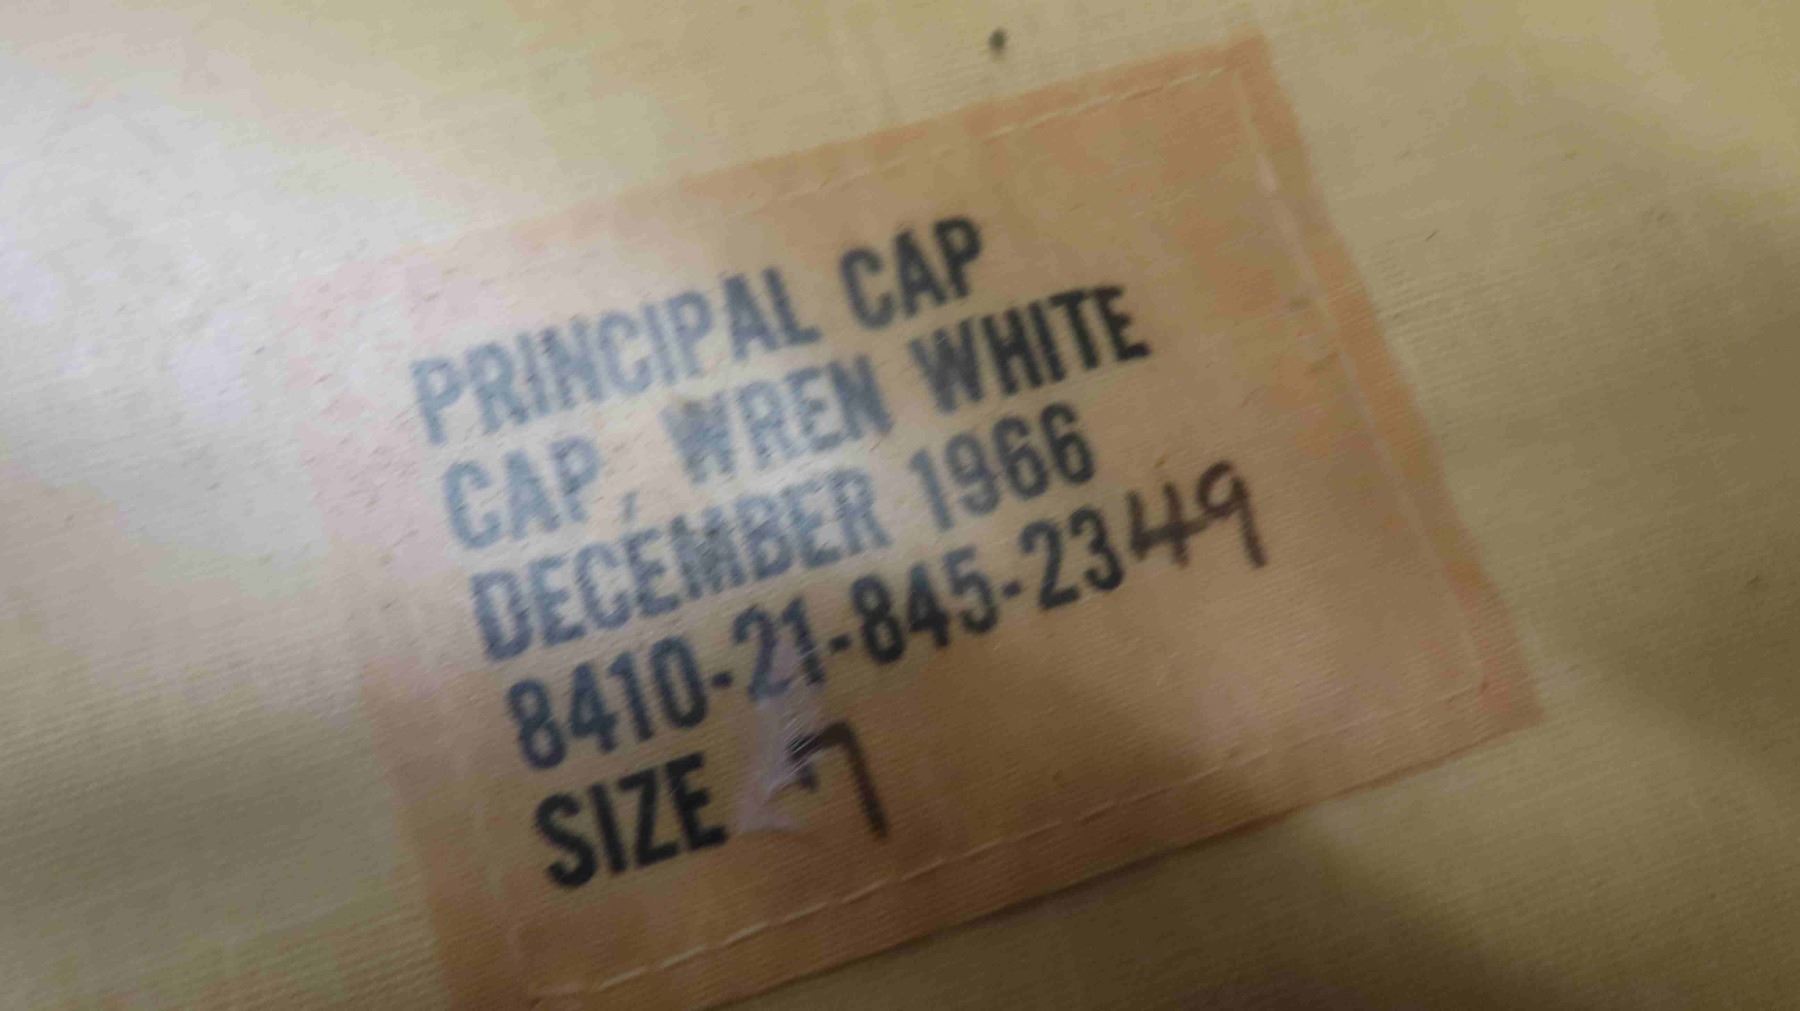 PRINCIPAL CAP
CAP, WREN WHITE
DECEMBER 1966
8410-21-845-2349
SIZE 7